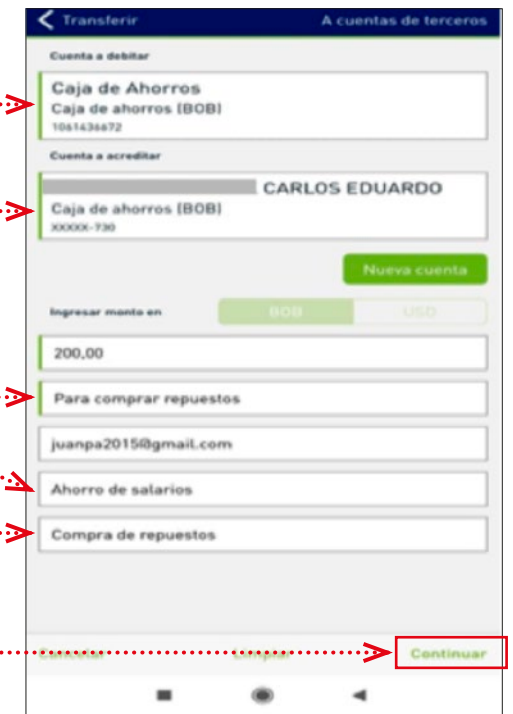 Transferir A cuentas de terceros
Cuenta a debitar
Caja de Ahorros
Caja de ahorros (BOB)
1061436672
Cuenta a acreditar
CARLOS EDUARDO
Caja de ahorros (BOB)
XXXXX-730
Nueva cuenta
Ingresar monto en BOB USD
200,00
Para comprar repuestos
juanpa2015@gmail.com
Ahorro de salarios
Compra de repuestos
Cancelar Limpiar Continuar